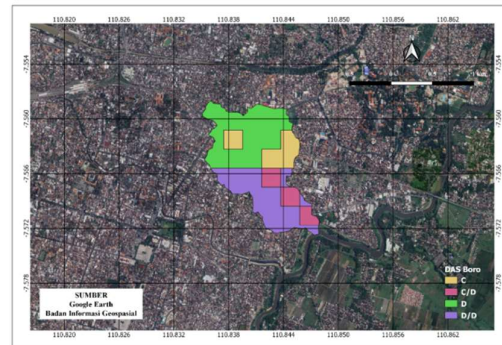 110.820 110.826 110.832 110.838 110.844 110.850 110.856 110.862
-7.554 -7.554
-7.560 -7.560
-7.566 -7.566
-7.572 -7.572
-7.578 -7.578
DAS Boro
C
C/D
D
D/D
SUMBER
Google Earth
Badan Informasi Geospasial
110.820 110.826 110.832 110.838 110.844 110.850 110.856 110.862